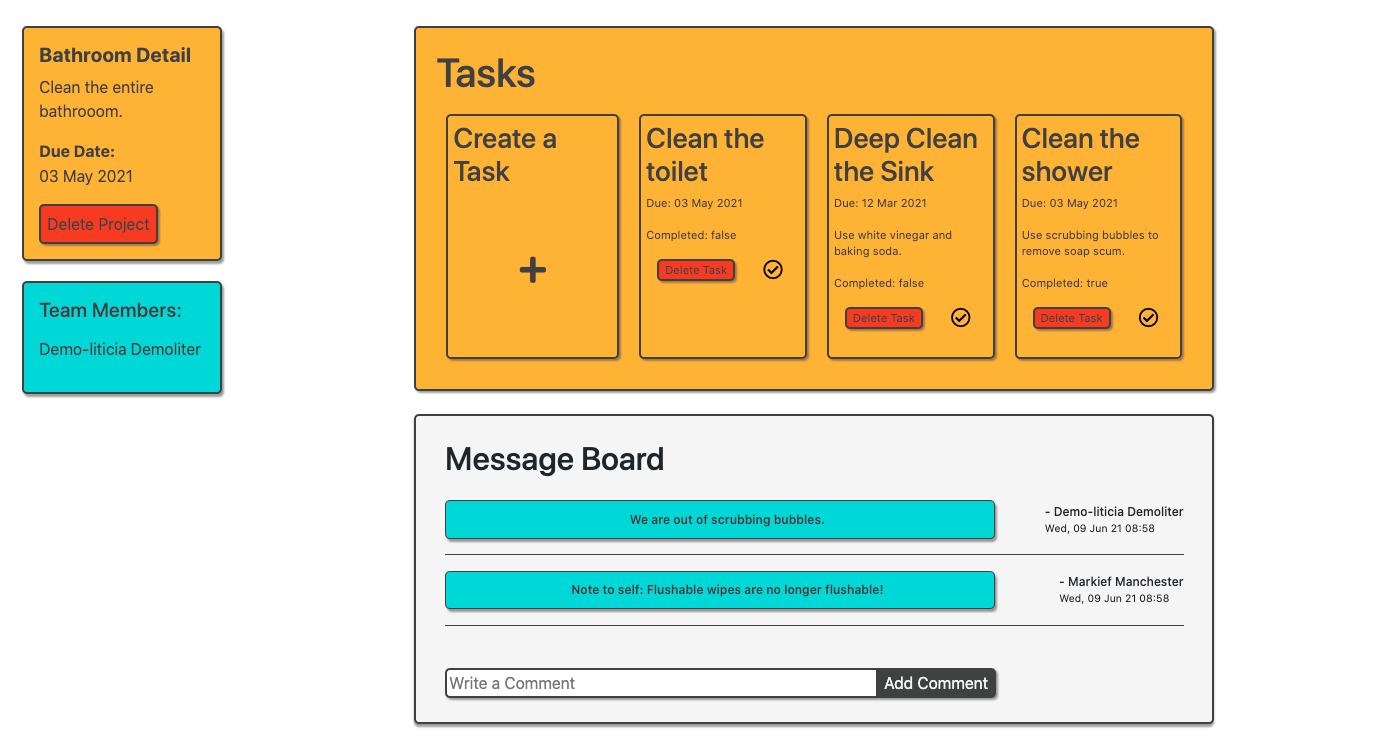 Bathroom Detail
Clean the entire
bathrooom.
Due Date:
03 May 2021
Delete Project
Team Members:
Demo-liticia Demoliter
Tasks
Create a
Task
Clean the
toilet
Due: 03 May 2021
Completed: false
Delete Task
Deep Clean
the Sink
Due: 12 Mar 2021
Use white vinegar and
baking soda.
Completed: false
Delete Task
Clean the
shower
Due: 03 May 2021
Use scrubbing bubbles to
remove soap scum.
Completed: true
Delete Task
Message Board
We are out of scrubbing bubbles.
- Demo-liticia Demoliter
Wed, 09 Jun 21 08:58
Note to self: Flushable wipes are no longer flushable!
- Markief Manchester
Wed, 09 Jun 21 08:58
Write a Comment
Add Comment